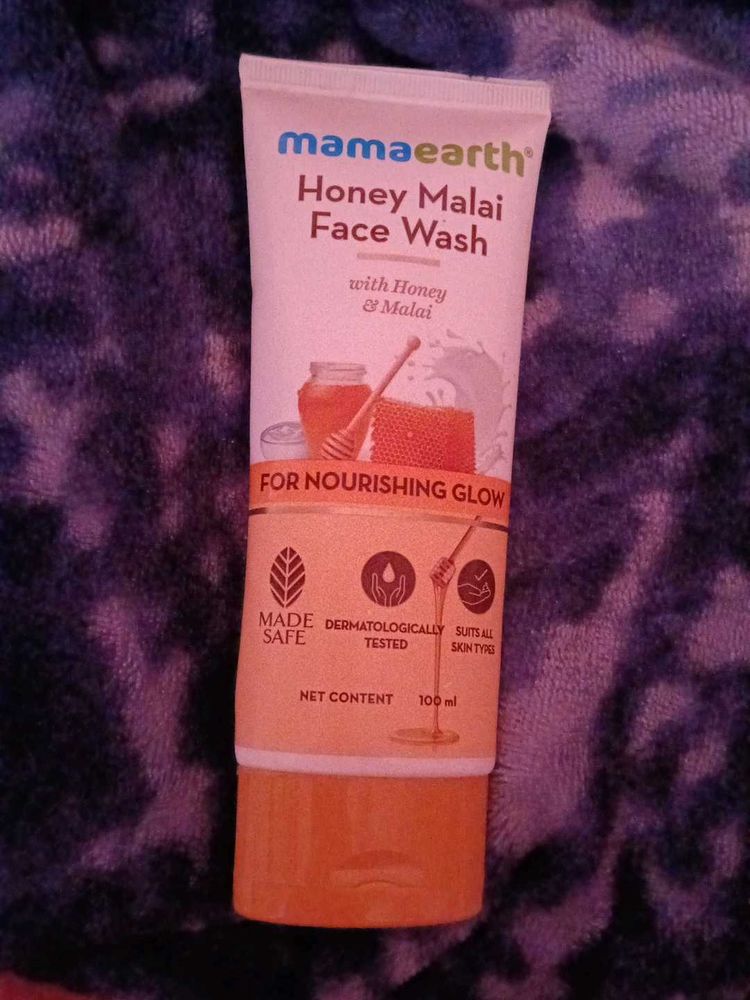 mamaearth®
Honey Malai
Face Wash
with Honey
& Malai
FOR NOURISHING GLOW
MADE
SAFE
DERMATOLOGICALLY
TESTED
SUITS ALL
SKIN TYPES
NET CONTENT 100 ml